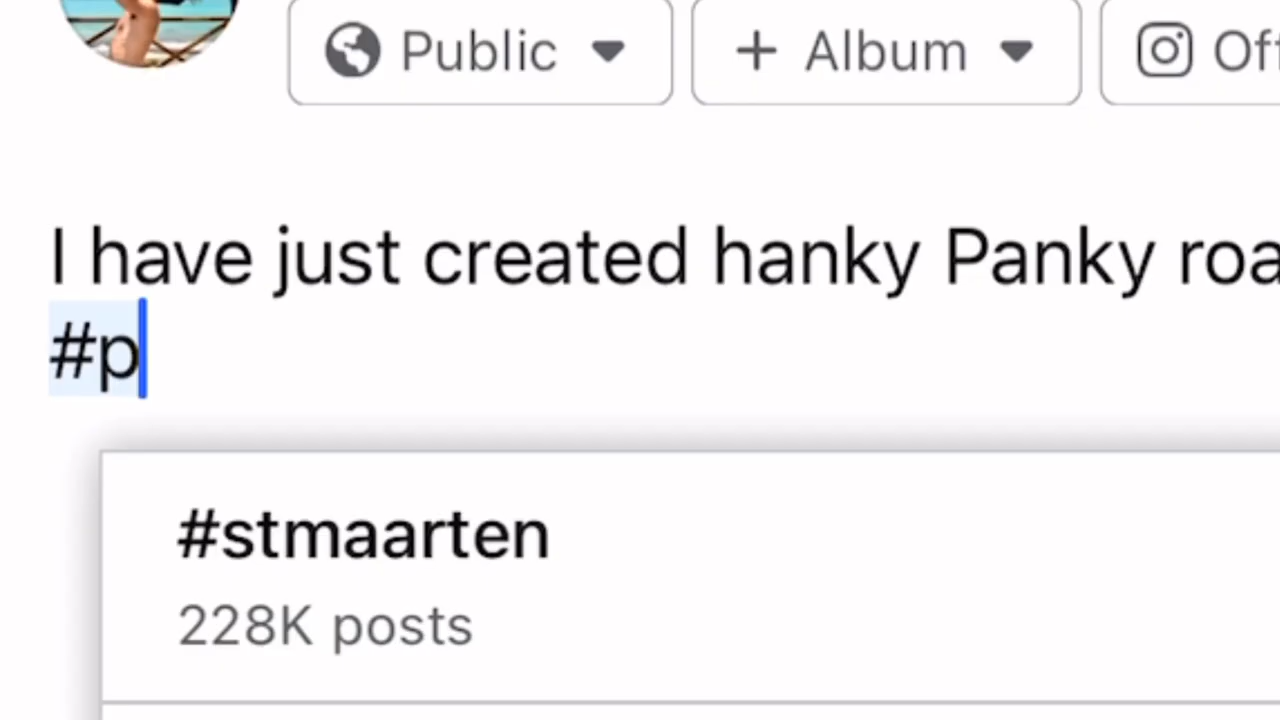 Public
Album
I have just created hanky Panky
#p
#stmaarten
228K posts